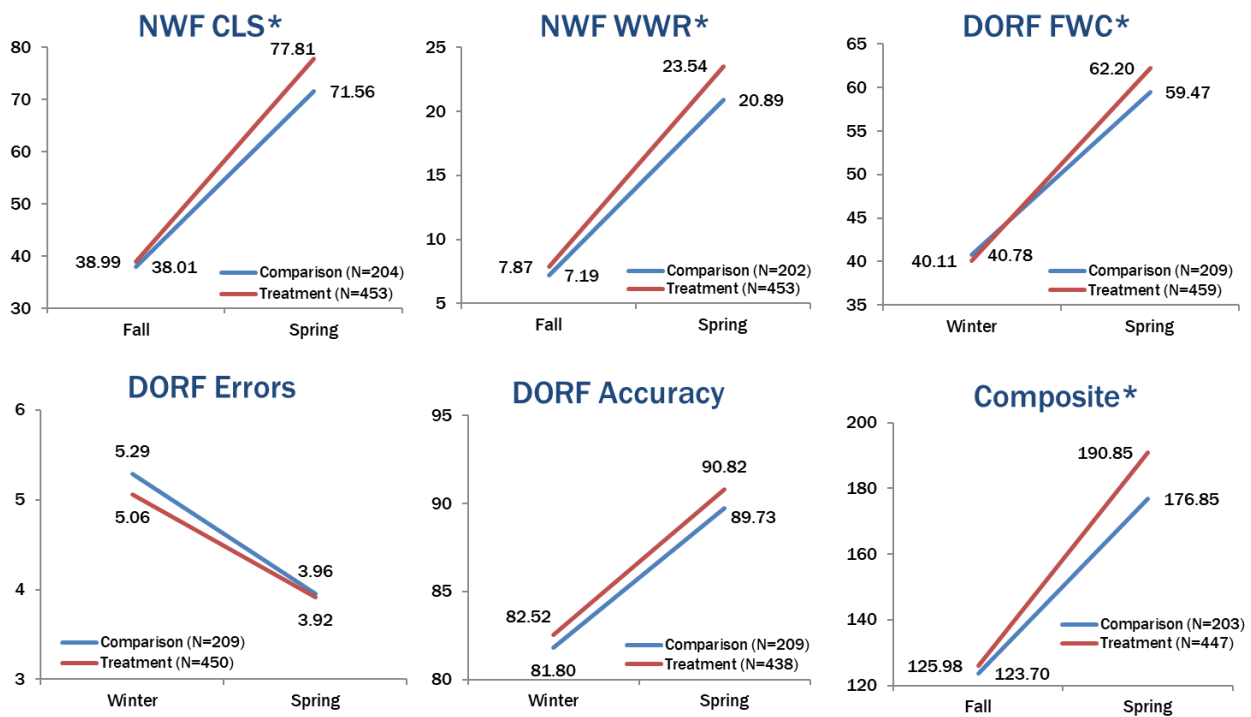 NWF CLS*
80
70
60
50
40
30
77.81
71.56
38.99
38.01
Comparison (N=204)
Treatment (N=453)
Fall
Spring
NWF WWR*
25
20
15
10
5
23.54
20.89
7.87
7.19
Comparison (N=202)
Treatment (N=453)
Fall
Spring
DORF FWC*
65
60
55
50
45
40
35
62.20
59.47
40.11
40.78
Comparison (N=209)
Treatment (N=459)
Winter
Spring
DORF Errors
6
5
4
3
5.29
5.06
3.96
3.92
Comparison (N=209)
Treatment (N=450)
Winter
Spring
DORF Accuracy
95
90
85
80
90.82
89.73
82.52
81.80
Comparison (N=209)
Treatment (N=438)
Winter
Spring
Composite*
200
180
160
140
120
190.85
176.85
125.98
123.70
Comparison (N=203)
Treatment (N=447)
Fall
Spring